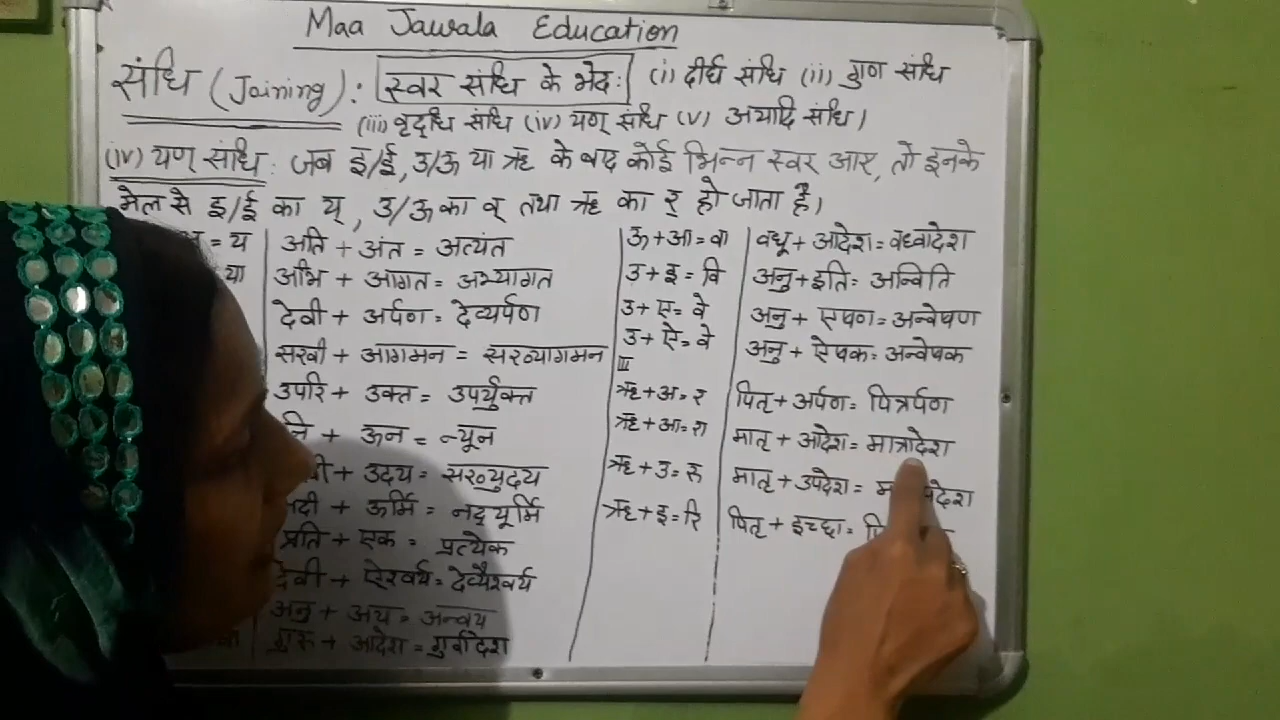 Maa Jawala Education
संधि (Joining) : स्वर संधि के भेद: (i) दीर्घ संधि (ii) गुण संधि
(iii) वृद्धि संधि (iv) यण् संधि (v) अयादि संधि।
(iv) यण् संधि : जब इ/ई, उ/ऊ या ऋ के बाद कोई भिन्न स्वर आए, तो इनके
मेल से इ/ई का य्, उ/ऊ का व् तथा ऋ का र् हो जाता है।
= य
या
अति + अंत = अत्यंत
अभि + आगत = अभ्यागत
देवी + अर्पण = देव्यर्पण
सखी + आगमन = सख्यागमन
उपरि + उक्त = उपर्युक्त
+ ऊन = न्यून
+ उदय = सख्युदय
+ ऊर्मि = नद्यूर्मि
प्रति + एक = प्रत्येक
देवी + ऐश्वर्य = देव्यैश्वर्य
अनु + अय = अन्वय
गुरु + आदेश = गुर्वादेश
ऊ + आ = वा
उ + इ = वि
उ + ए = वे
उ + ऐ = वे
III
ऋ + अ = र
ऋ + आ = रा
ऋ + उ = रु
ऋ + इ = रि
वधू + आदेश = वध्वादेश
अनु + इति = अन्विति
अनु + एषण = अन्वेषण
अनु + ऐषक = अन्वेषक
पितृ + अर्पण = पित्रर्पण
मातृ + आदेश = मात्रादेश
मातृ + उपदेश =
पितृ + इच्छा =